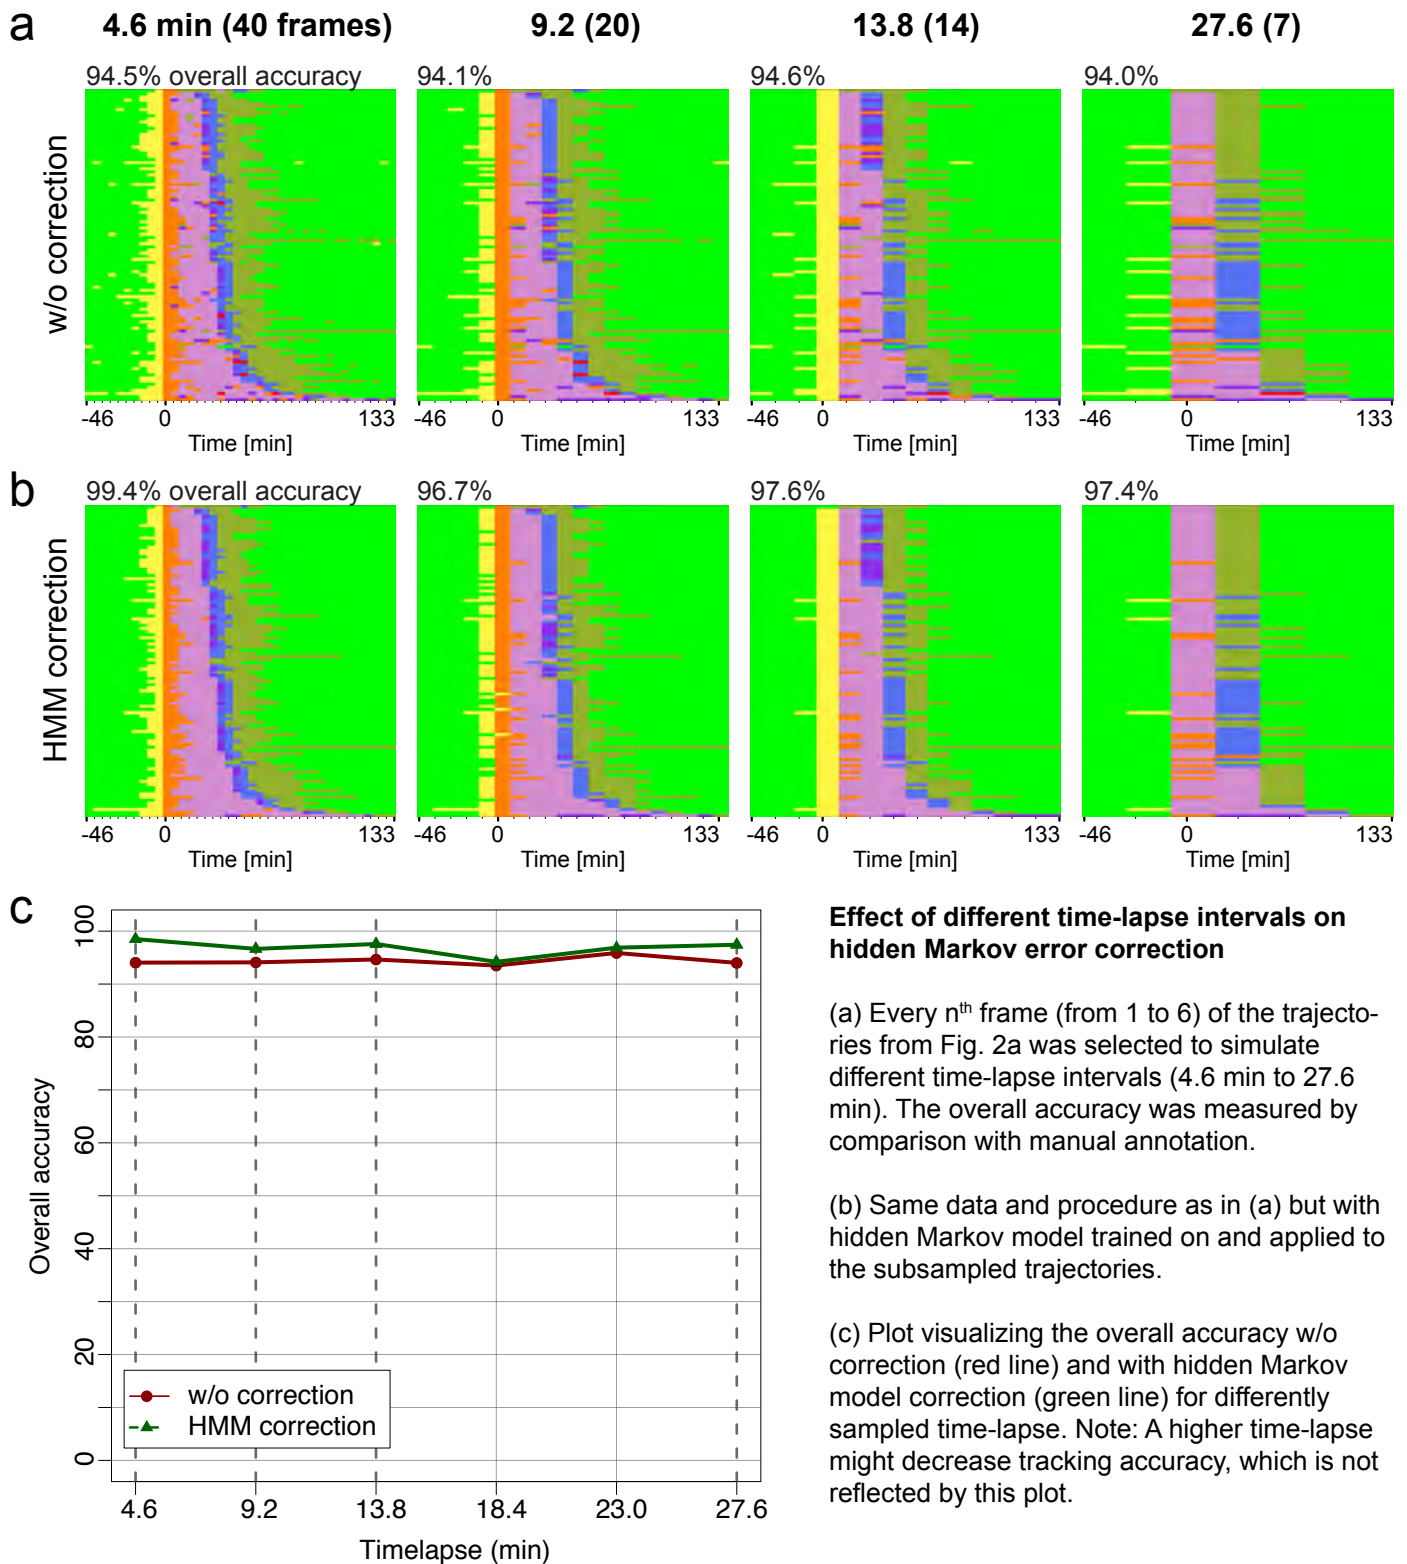 a
4.6 min (40 frames)
9.2 (20)
13.8 (14)
27.6 (7)
94.5% overall accuracy
94.1%
94.6%
94.0%
w/o correction
-46 0 133
-46 0 133
-46 0 133
-46 0 133
Time [min]
Time [min]
Time [min]
Time [min]
b
99.4% overall accuracy
96.7%
97.6%
97.4%
HMM correction
-46 0 133
-46 0 133
-46 0 133
-46 0 133
Time [min]
Time [min]
Time [min]
Time [min]
c
100
80
60
40
20
0
Overall accuracy
w/o correction
HMM correction
4.6 9.2 13.8 18.4 23.0 27.6
Timelapse (min)
Effect of different time-lapse intervals on
hidden Markov error correction
(a) Every nth frame (from 1 to 6) of the trajecto-
ries from Fig. 2a was selected to simulate
different time-lapse intervals (4.6 min to 27.6
min). The overall accuracy was measured by
comparison with manual annotation.
(b) Same data and procedure as in (a) but with
hidden Markov model trained on and applied to
the subsampled trajectories.
(c) Plot visualizing the overall accuracy w/o
correction (red line) and with hidden Markov
model correction (green line) for differently
sampled time-lapse. Note: A higher time-lapse
might decrease tracking accuracy, which is not
reflected by this plot.